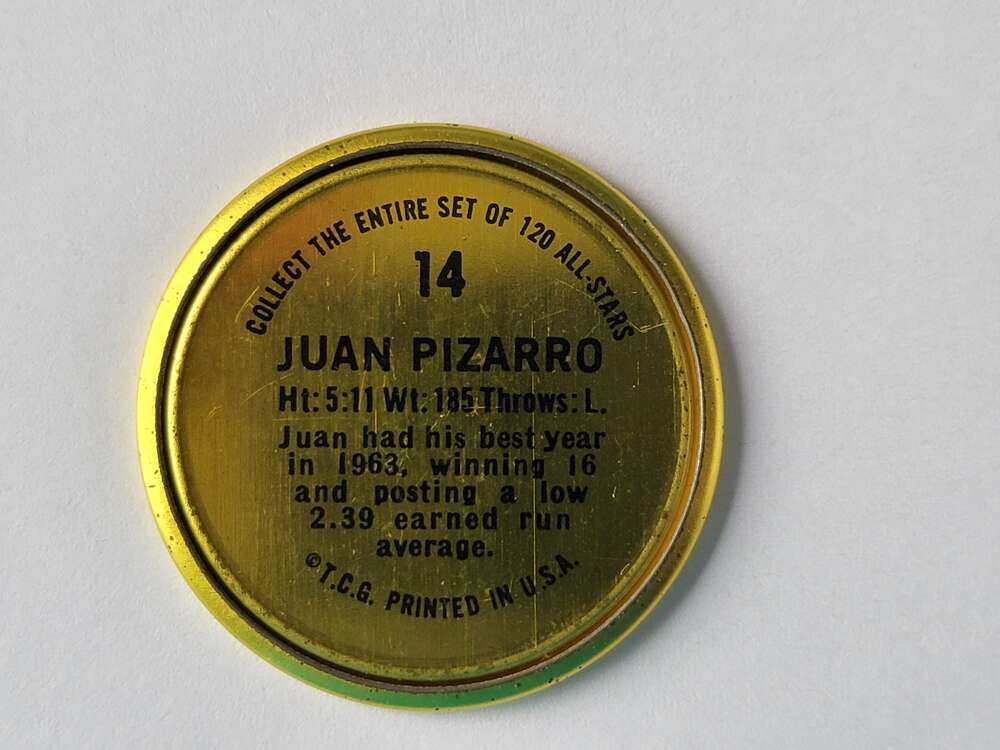 COLLECT THE ENTIRE SET OF 120 ALL-STARS
14
JUAN PIZARRO
Ht: 5:11 Wt: 185 Throws: L.
Juan had his best year
in 1963, winning 16
and posting a low
2.39 earned run
average.
©T.C.G. PRINTED IN U.S.A.